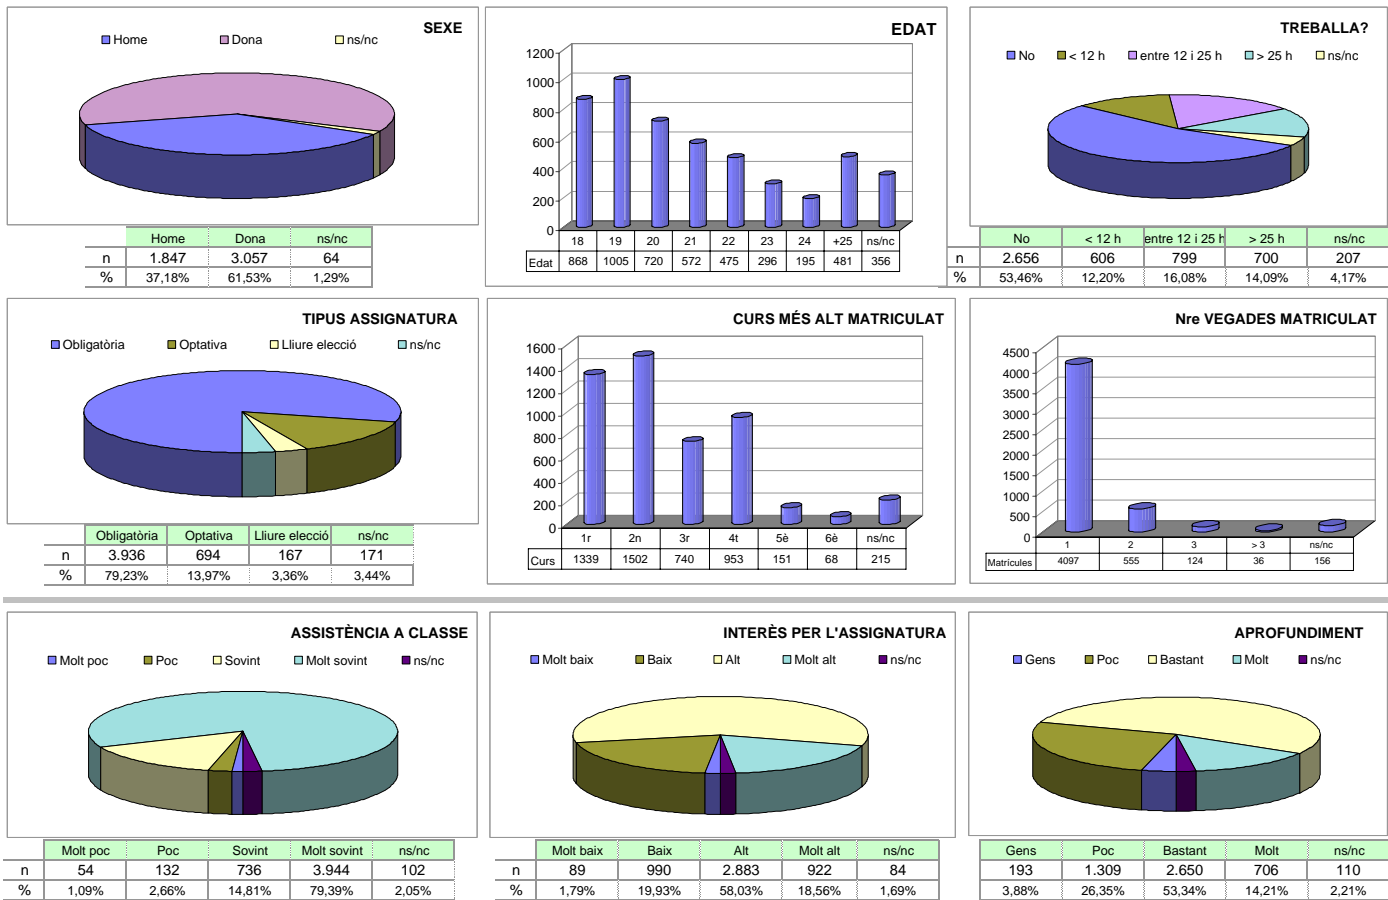 SEXE
Home Dona ns/nc
Home Dona ns/nc
n 1.847 3.057 64
% 37,18% 61,53% 1,29%
EDAT
1200
1000
800
600
400
200
0
18 19 20 21 22 23 24 +25 ns/nc
Edat 868 1005 720 572 475 296 195 481 356
TREBALLA?
No < 12 h entre 12 i 25 h > 25 h ns/nc
No < 12 h entre 12 i 25 h > 25 h ns/nc
n 2.656 606 799 700 207
% 53,46% 12,20% 16,08% 14,09% 4,17%
TIPUS ASSIGNATURA
Obligatòria Optativa Lliure elecció ns/nc
Obligatòria Optativa Lliure elecció ns/nc
n 3.936 694 167 171
% 79,23% 13,97% 3,36% 3,44%
CURS MÉS ALT MATRICULAT
1600
1400
1200
1000
800
600
400
200
0
1r 2n 3r 4t 5è 6è ns/nc
Curs 1339 1502 740 953 151 68 215
Nre VEGADES MATRICULAT
4500
4000
3500
3000
2500
2000
1500
1000
500
0
1 2 3 > 3 ns/nc
Matrícules 4097 555 124 36 156
ASSISTÈNCIA A CLASSE
Molt poc Poc Sovint Molt sovint ns/nc
Molt poc Poc Sovint Molt sovint ns/nc
n 54 132 736 3.944 102
% 1,09% 2,66% 14,81% 79,39% 2,05%
INTERÈS PER L'ASSIGNATURA
Molt baix Baix Alt Molt alt ns/nc
Molt baix Baix Alt Molt alt ns/nc
n 89 990 2.883 922 84
% 1,79% 19,93% 58,03% 18,56% 1,69%
APROFUNDIMENT
Gens Poc Bastant Molt ns/nc
Gens Poc Bastant Molt ns/nc
193 1.309 2.650 706 110
3,88% 26,35% 53,34% 14,21% 2,21%